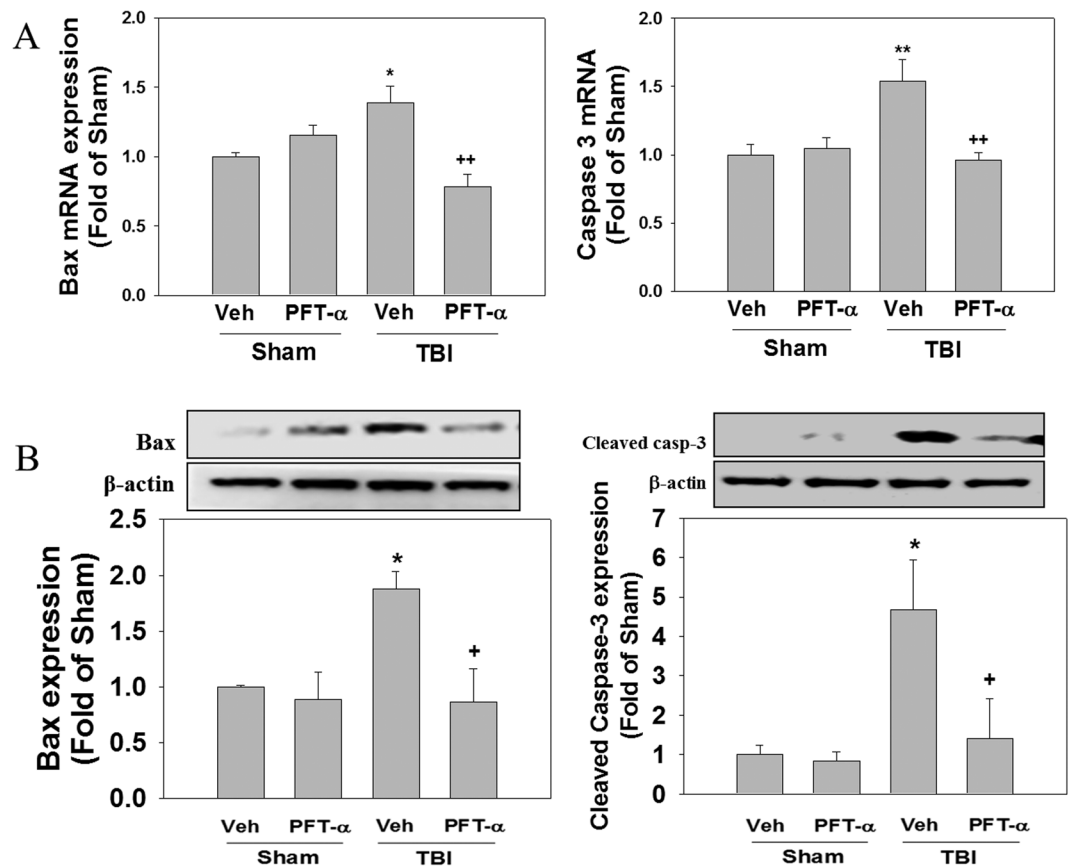 A
Bax mRNA expression
(Fold of Sham)
2.0
1.5
1.0
0.5
0.0
*
++
Veh PFT-α Veh PFT-α
Sham TBI
Caspase 3 mRNA
(Fold of Sham)
2.0
1.5
1.0
0.5
0.0
**
++
Veh PFT-α Veh PFT-α
Sham TBI
B
Bax
β-actin
Bax expression
(Fold of Sham)
2.5
2.0
1.5
1.0
0.5
0.0
*
+
Veh PFT-α Veh PFT-α
Sham TBI
Cleaved casp-3
β-actin
Cleaved Caspase-3 expression
(Fold of Sham)
7
6
5
4
3
2
1
0
*
+
Veh PFT-α Veh PFT-α
Sham TBI